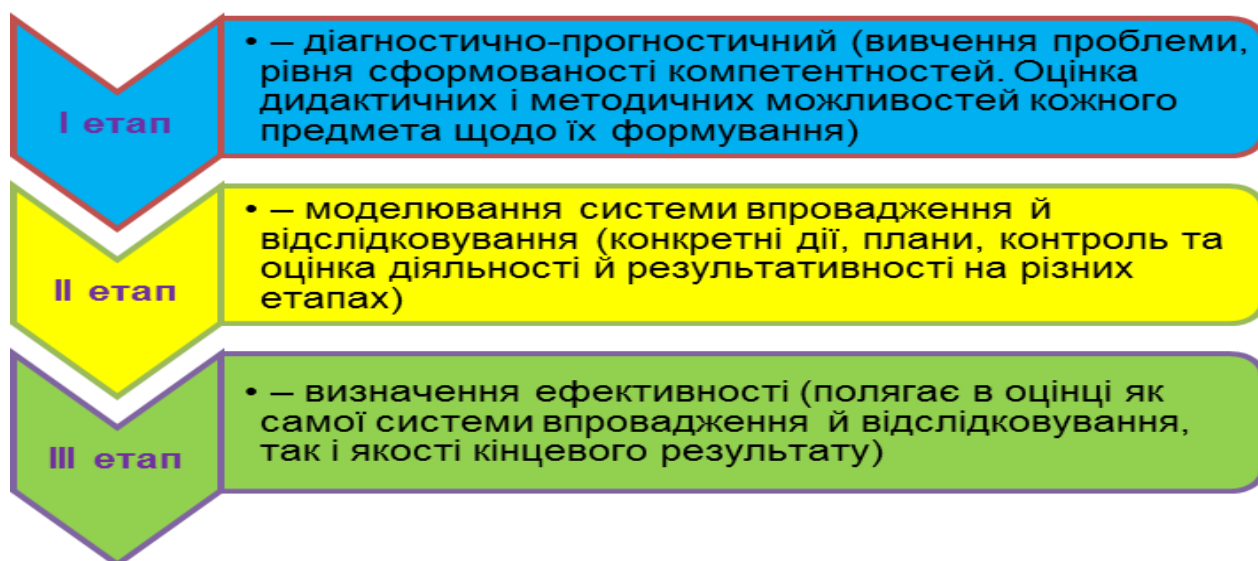 І етап
• – діагностично-прогностичний (вивчення проблеми,
рівня сформованості компетентностей. Оцінка
дидактичних і методичних можливостей кожного
предмета щодо їх формування)
ІІ етап
• – моделювання системи впровадження й
відслідковування (конкретні дії, плани, контроль та
оцінка діяльності й результативності на різних
етапах)
ІІІ етап
• – визначення ефективності (полягає в оцінці як
самої системи впровадження й відслідковування,
так і якості кінцевого результату)